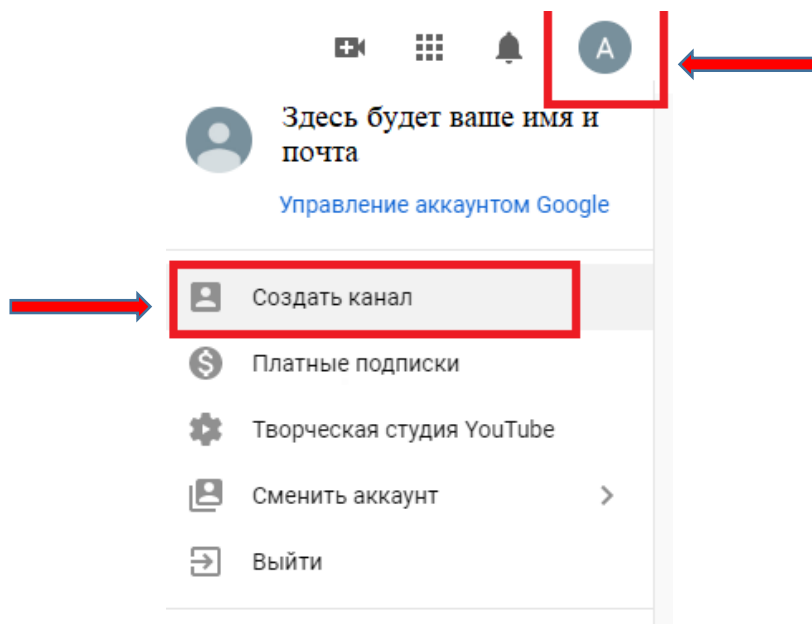 A
Здесь будет ваше имя и
почта
Управление аккаунтом Google
Создать канал
Платные подписки
Творческая студия YouTube
Сменить аккаунт
Выйти